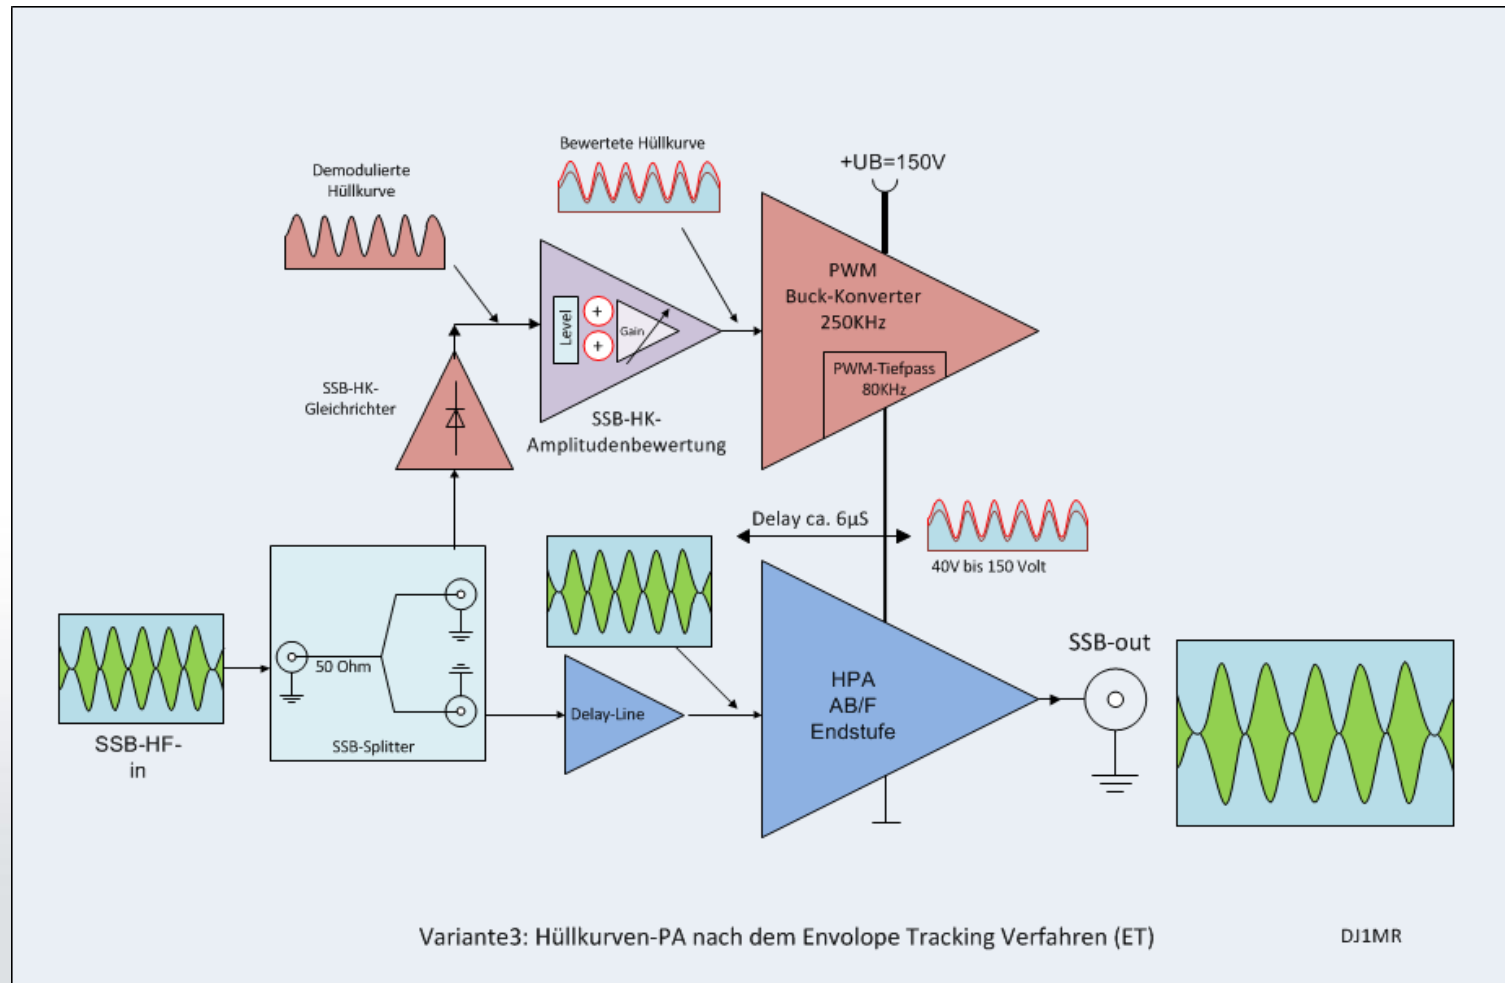 Bewertete Hüllkurve
+UB=150V
Demodulierte
Hüllkurve
PWM
Buck-Konverter
250KHz
Level
+
+
Gain
PWM-Tiefpass
80KHz
SSB-HK-
Gleichrichter
SSB-HK-
Amplitudenbewertung
Delay ca. 6µS
40V bis 150 Volt
SSB-out
50 Ohm
HPA
AB/F
Endstufe
Delay-Line
SSB-HF-
in
SSB-Splitter
Variante3: Hüllkurven-PA nach dem Envolope Tracking Verfahren (ET)
DJ1MR